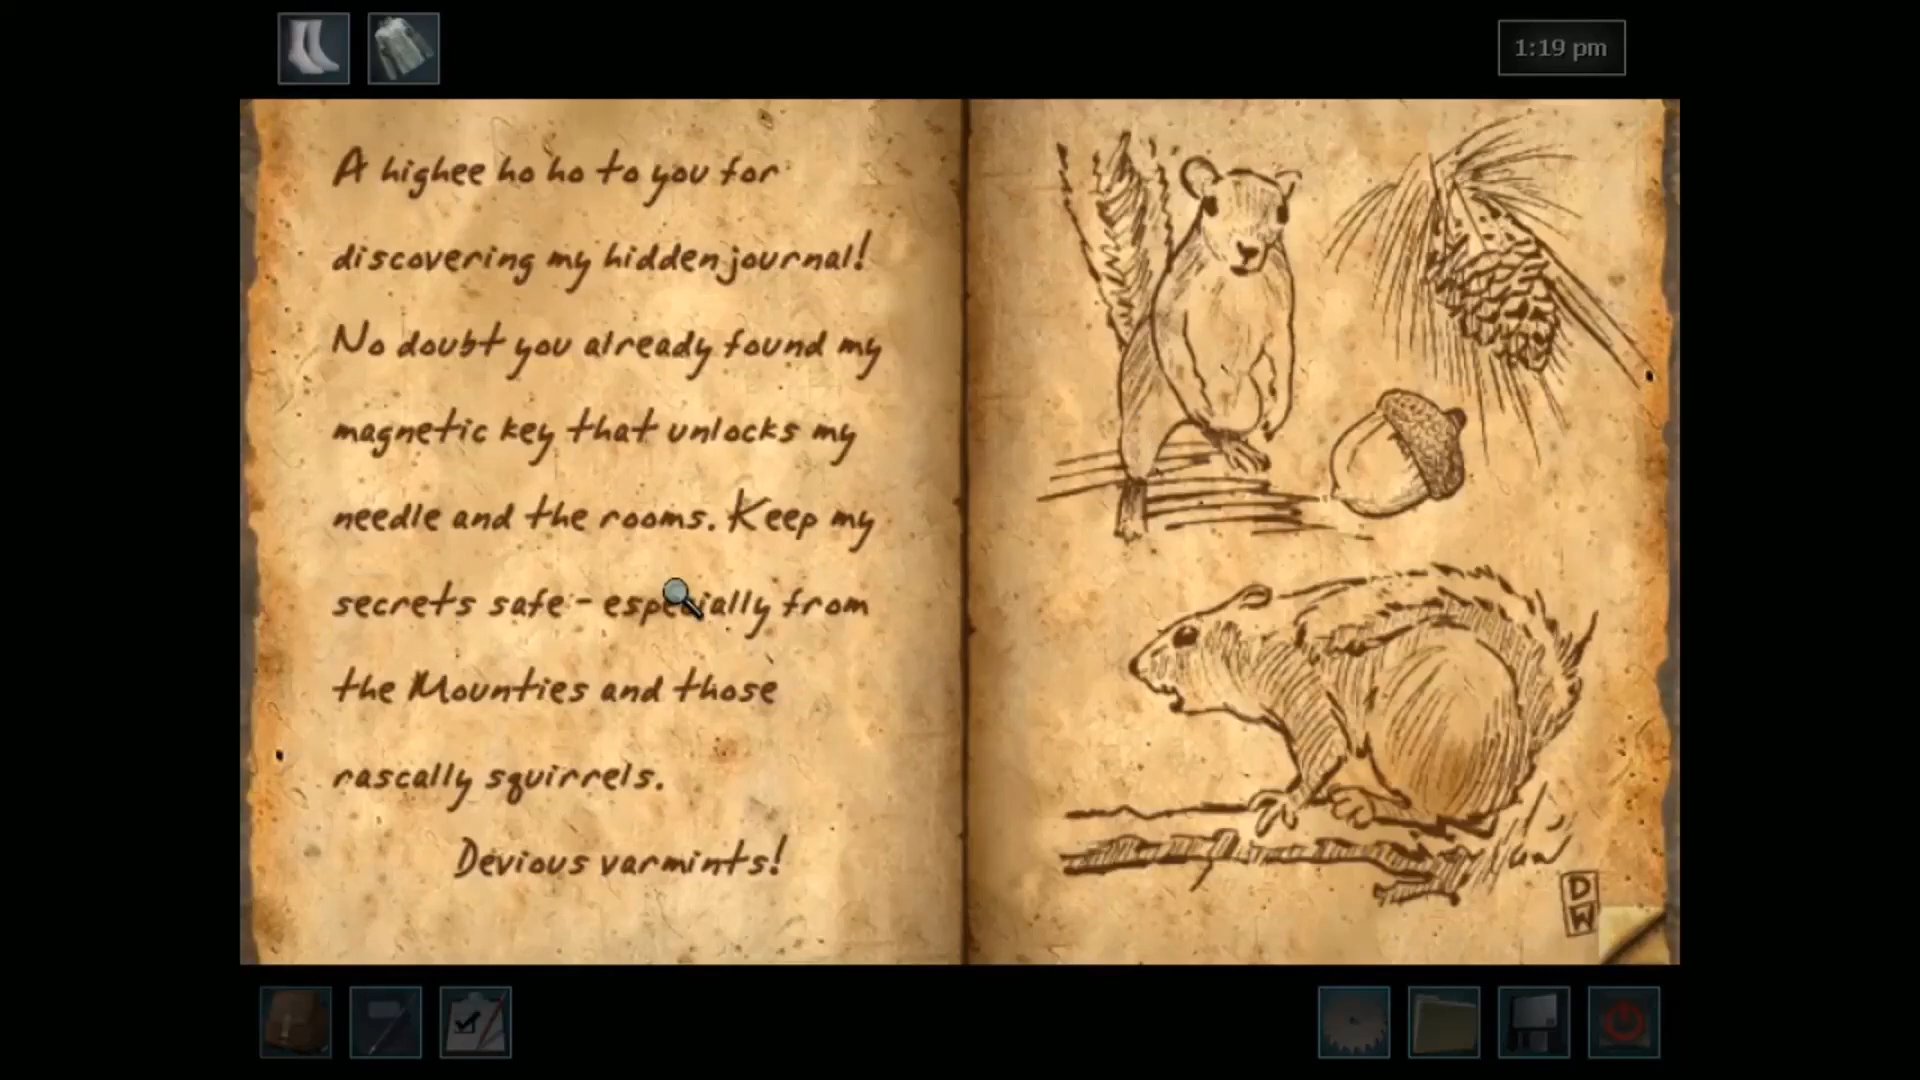 1:19 pm
A highee ho ho to you for
discovering my hidden journal!
No doubt you already found my
magnetic key that unlocks my
needle and the rooms. Keep my
secrets safe - especially from
the Mounties and those
rascally squirrels.
Devious varmints!
D
W